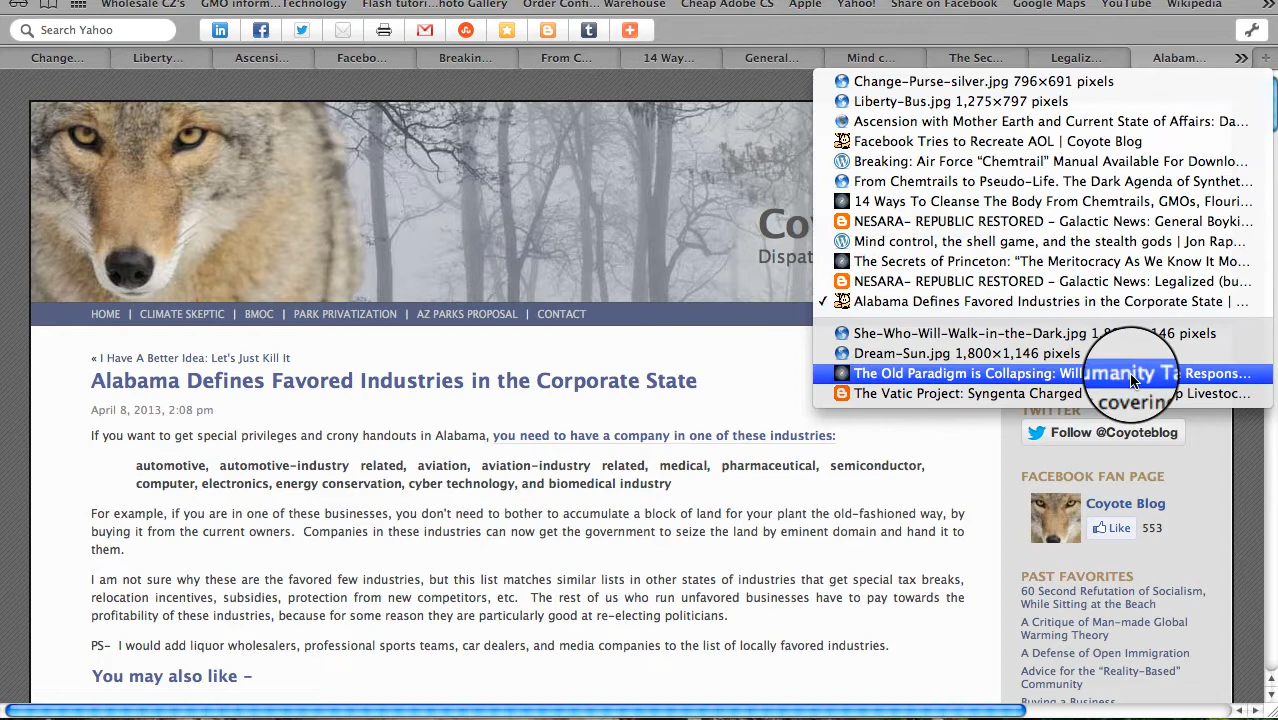 Wholesale CZ's GMO inform...Technology Flash tutori...hoto Gallery Order Conf... Warehouse Cheap Adobe CS Apple Yahoo! Share on Facebook Google Maps YouTube Wikipedia
Search Yahoo
Change... Liberty... Ascensi... Facebo... Breakin... From C... 14 Way... General... Mind c... The Sec... Legaliz... Alabam...
Change-Purse-silver.jpg 796×691 pixels
Liberty-Bus.jpg 1,275×797 pixels
Ascension with Mother Earth and Current State of Affairs: Da...
Facebook Tries to Recreate AOL | Coyote Blog
Breaking: Air Force “Chemtrail” Manual Available For Downlo...
From Chemtrails to Pseudo-Life. The Dark Agenda of Synthet...
14 Ways To Cleanse The Body From Chemtrails, GMOs, Flouri...
NESARA- REPUBLIC RESTORED - Galactic News: General Boyki...
Mind control, the shell game, and the stealth gods | Jon Rap...
The Secrets of Princeton: “The Meritocracy As We Know It Mo...
NESARA- REPUBLIC RESTORED - Galactic News: Legalized (bu...
Alabama Defines Favored Industries in the Corporate State | ...
She-Who-Will-Walk-in-the-Dark.jpg 146 pixels
Dream-Sun.jpg 1,800×1,146 pixels
The Old Paradigm is Collapsing: Will umanity Ta Respons...
The Vatic Project: Syngenta Charged covering p Livestoc...
Coyo
Dispat
HOME | CLIMATE SKEPTIC | BMOC | PARK PRIVATIZATION | AZ PARKS PROPOSAL | CONTACT
« I Have A Better Idea: Let's Just Kill It
Alabama Defines Favored Industries in the Corporate State
April 8, 2013, 2:08 pm
If you want to get special privileges and crony handouts in Alabama, you need to have a company in one of these industries:
automotive, automotive-industry related, aviation, aviation-industry related, medical, pharmaceutical, semiconductor,
computer, electronics, energy conservation, cyber technology, and biomedical industry
For example, if you are in one of these businesses, you don't need to bother to accumulate a block of land for your plant the old-fashioned way, by
buying it from the current owners. Companies in these industries can now get the government to seize the land by eminent domain and hand it to
them.
I am not sure why these are the favored few industries, but this list matches similar lists in other states of industries that get special tax breaks,
relocation incentives, subsidies, protection from new competitors, etc. The rest of us who run unfavored businesses have to pay towards the
profitability of these industries, because for some reason they are particularly good at re-electing politicians.
PS- I would add liquor wholesalers, professional sports teams, car dealers, and media companies to the list of locally favored industries.
You may also like -
TWITTER
Follow @Coyoteblog
FACEBOOK FAN PAGE
Coyote Blog
Like 553
PAST FAVORITES
60 Second Refutation of Socialism,
While Sitting at the Beach
A Critique of Man-made Global
Warming Theory
A Defense of Open Immigration
Advice for the “Reality-Based”
Community
Buying a Business